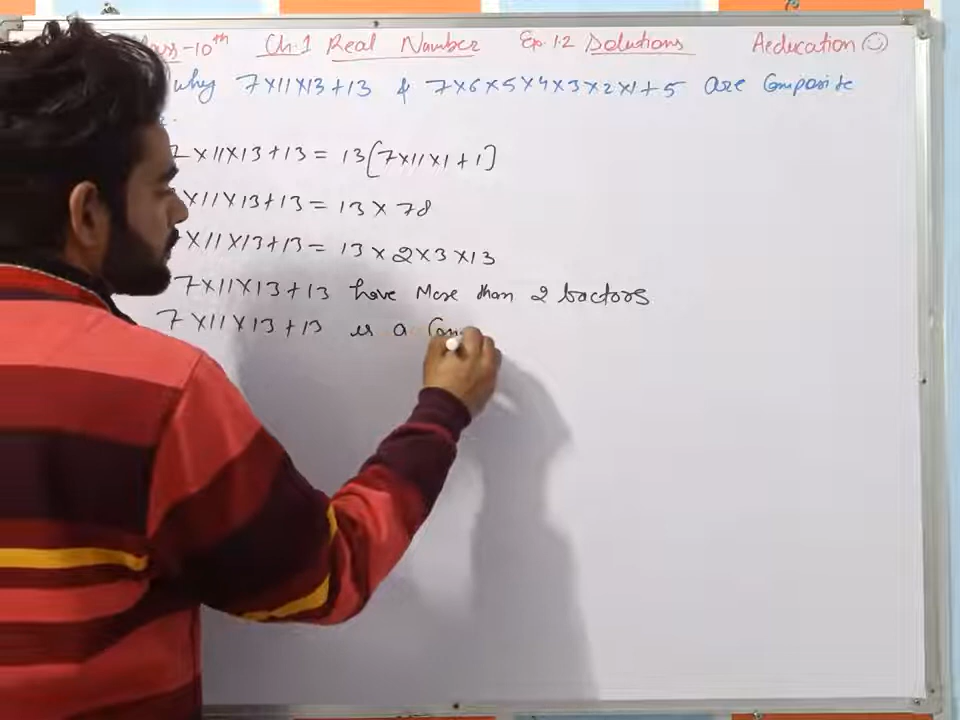 -10th Ch.1 Real Number Ex. 1.2 Solutions Aeducation
why 7×11×13+13 & 7×6×5×4×3×2×1+5 are Composite
7×11×13+13 = 13[7×11×1+1]
×11×13+13 = 13×78
×11×13+13 = 13×2×3×13
7×11×13+13 have More than 2 factors
7×11×13+13 is a Com